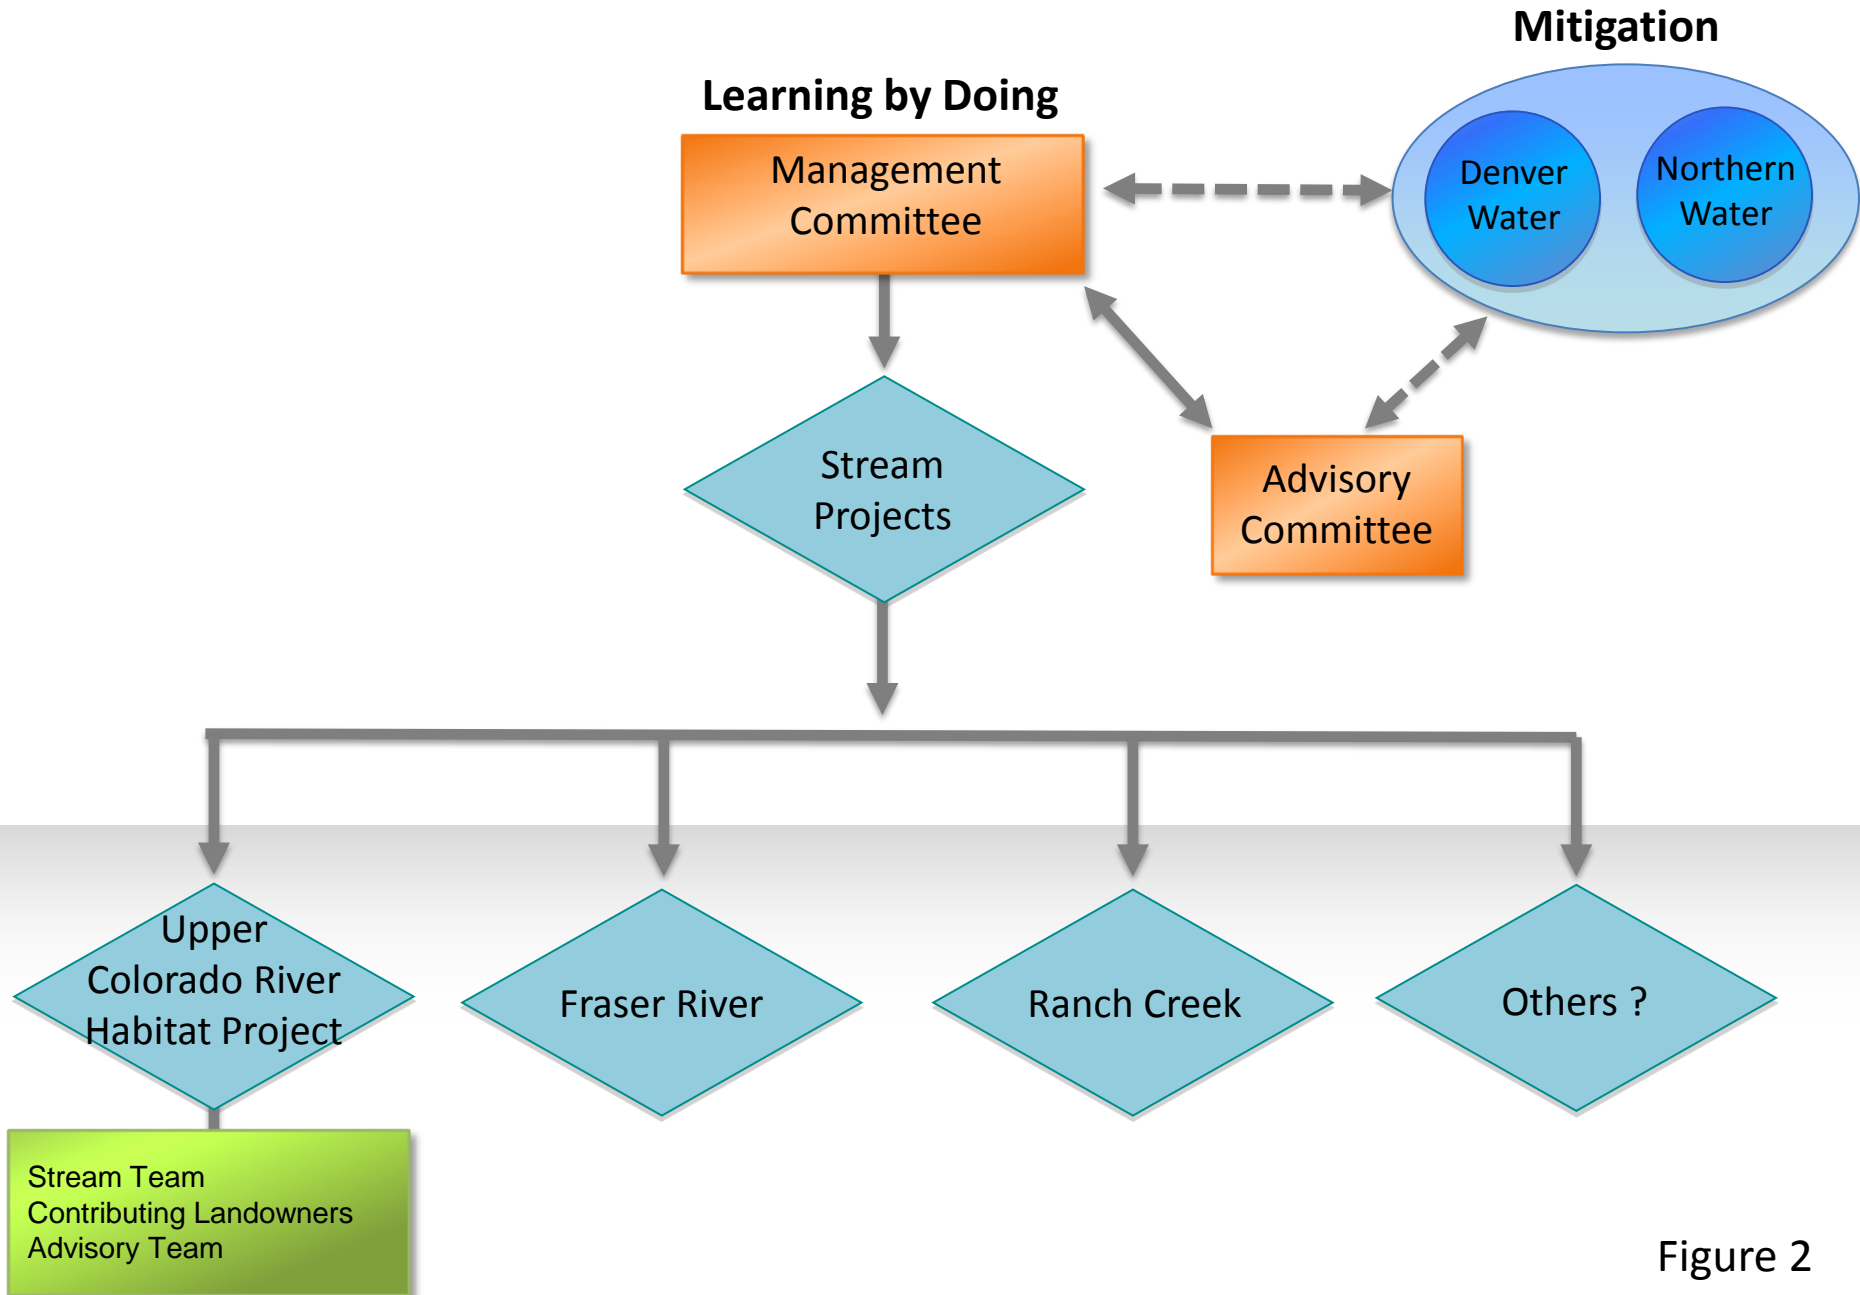 Mitigation
Learning by Doing
Management
Committee
Denver
Water
Northern
Water
Stream
Projects
Advisory
Committee
Upper
Colorado River
Habitat Project
Fraser River
Ranch Creek
Others ?
Stream Team
Contributing Landowners
Advisory Team
Figure 2